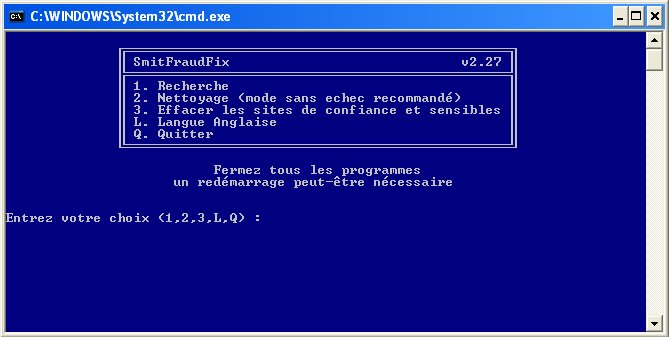 C:\WINDOWS\System32\cmd.exe
SmitFraudFix v2.27
1. Recherche
2. Nettoyage (mode sans echec recommandé)
3. Effacer les sites de confiance et sensibles
L. Langue Anglaise
Q. Quitter
Fermez tous les programmes
un redémarrage peut-être nécessaire
Entrez votre choix (1,2,3,L,Q) :